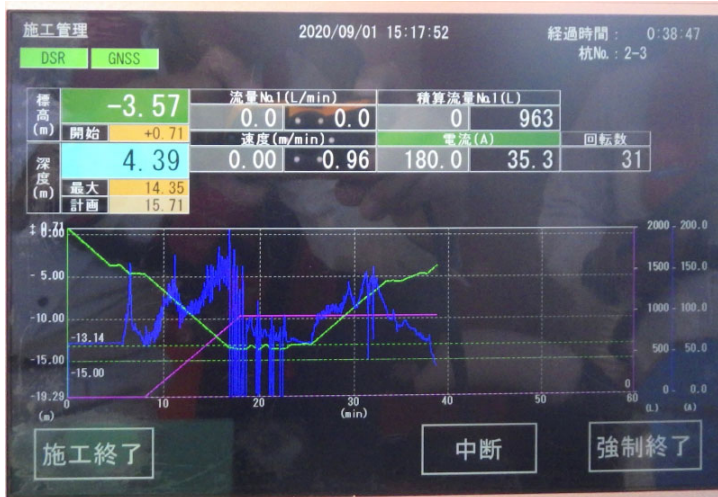 施工管理 2020/09/01 15:17:52 経過時間： 0:38:47
DSR GNSS 杭No.：2-3
標高(m) -3.57 流量No.1(L/min) 積算流量No.1(L)
0.0 0.0 0 963
開始 +0.71 速度(m/min) 電流(A) 回転数
深度(m) 4.39 0.00 0.96 180.0 35.3 31
最大 14.35
計画 15.71
+0.71
+0.00
-5.00
-10.00
-13.14
-15.00
-15.00
-19.29
(m)
2000 200.0
1500 150.0
1000 100.0
500 50.0
0 0 0.0
(L) (A)
0 10 20 30 40 50 60
(min)
施工終了 中断 強制終了